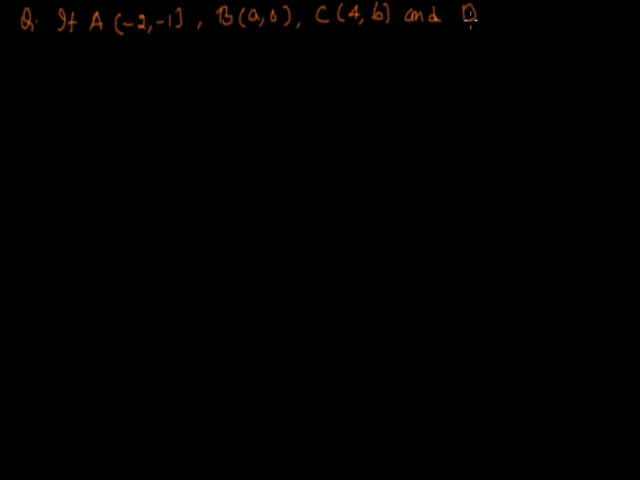 Q. If A (-2,-1), B(a,0), C(4,b) and D